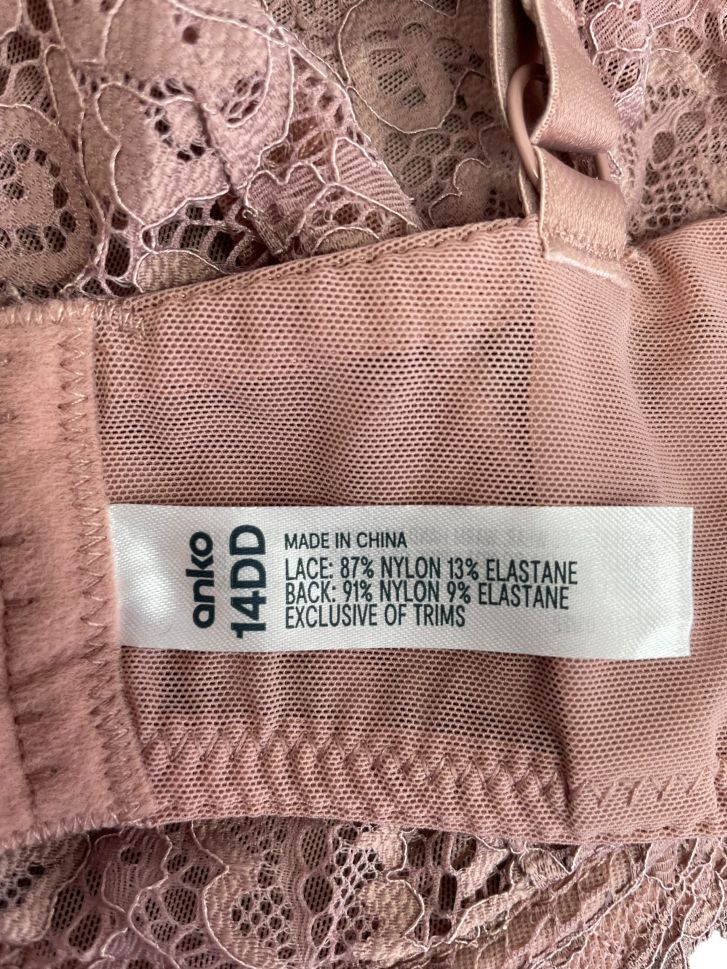 anko
14DD
MADE IN CHINA
LACE: 87% NYLON 13% ELASTANE
BACK: 91% NYLON 9% ELASTANE
EXCLUSIVE OF TRIMS